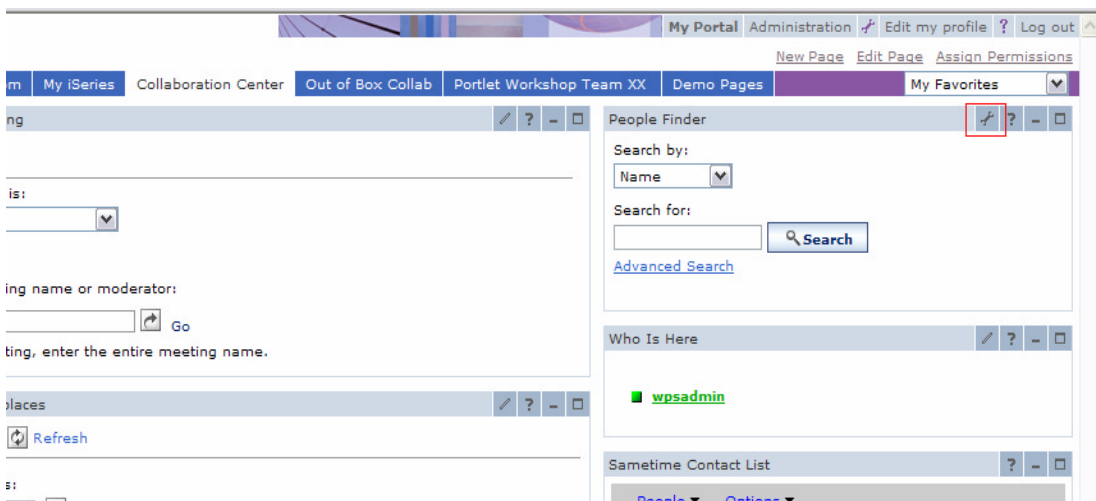 My Portal Administration Edit my profile ? Log out
New Page Edit Page Assign Permissions
om My iSeries Collaboration Center Out of Box Collab Portlet Workshop Team XX Demo Pages My Favorites
ng ?
is:
ing name or moderator:
Go
ting, enter the entire meeting name.
places ?
Refresh
s:
People Finder ?
Search by:
Name
Search for:
Search
Advanced Search
Who Is Here ?
wpsadmin
Sametime Contact List ?
People Options